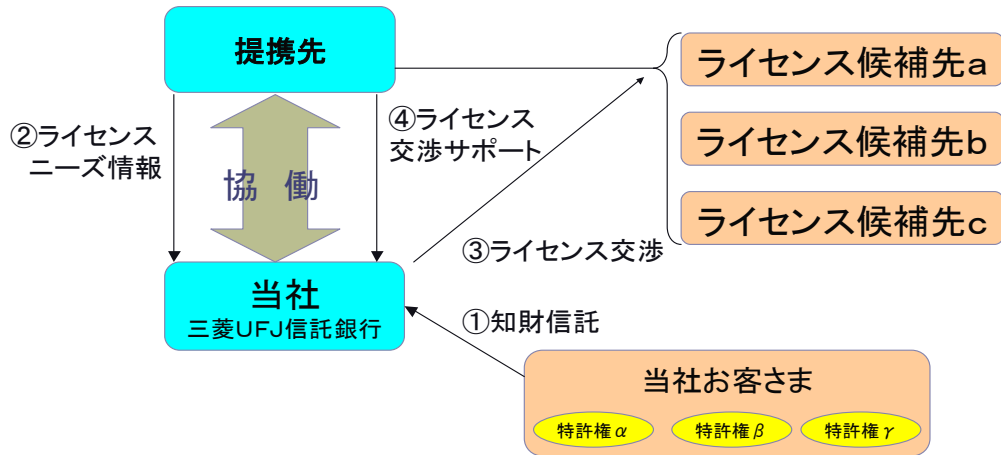 提携先
ライセンス候補先a
②ライセンス
ニーズ情報
④ライセンス
交渉サポート
ライセンス候補先b
協 働
ライセンス候補先c
③ライセンス交渉
当社
三菱UFJ信託銀行
①知財信託
当社お客さま
特許権α
特許権β
特許権γ